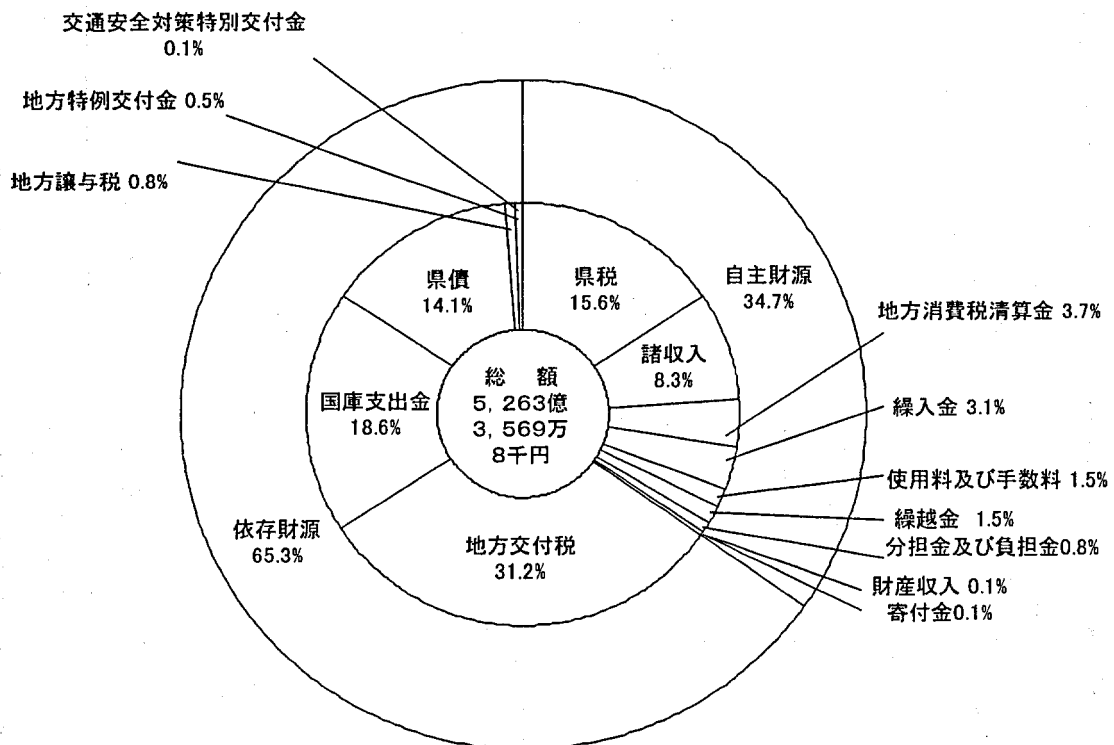 交通安全対策特別交付金
0.1%
地方特例交付金 0.5%
地方譲与税 0.8%
県債
14.1%
県税
15.6%
自主財源
34.7%
地方消費税清算金 3.7%
諸収入
8.3%
総　額
5,263億
3,569万
8千円
国庫支出金
18.6%
繰入金 3.1%
使用料及び手数料 1.5%
繰越金 1.5%
分担金及び負担金0.8%
依存財源
65.3%
地方交付税
31.2%
財産収入 0.1%
寄付金0.1%